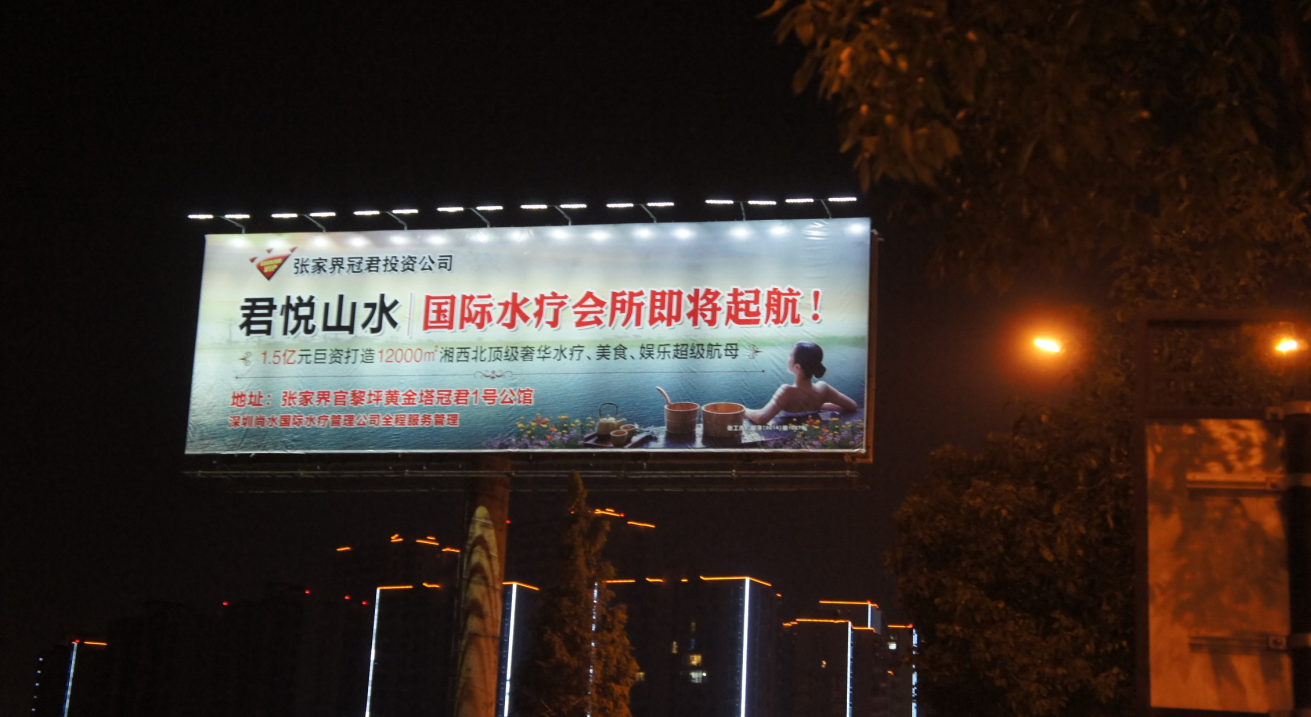 张家界冠君投资公司
君悦山水 国际水疗会所即将起航！
1.5亿元巨资打造12000㎡湘西北顶级奢华水疗、美食、娱乐超级航母
地址：张家界官黎坪黄金塔冠君1号公馆
深圳尚水国际水疗管理公司全程服务管理